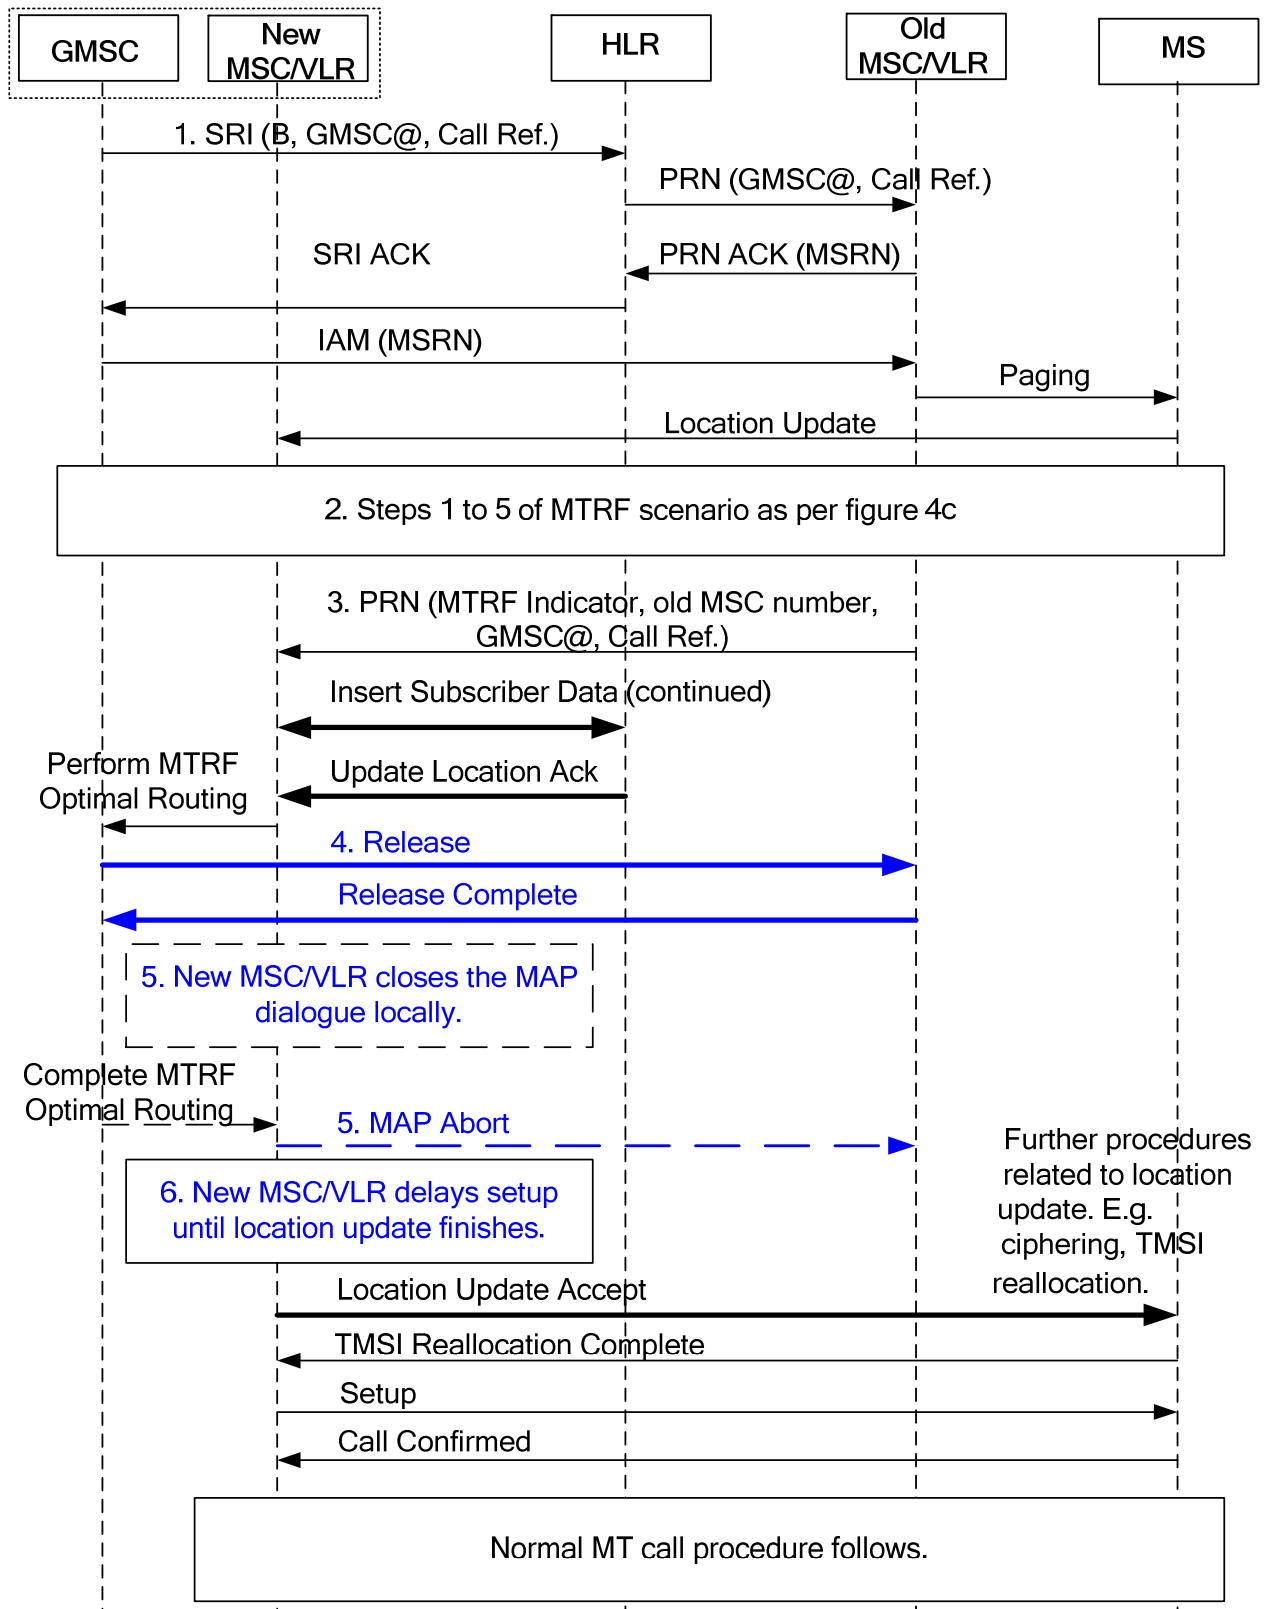 GMSC
New
MSC/VLR
HLR
Old
MSC/VLR
MS
1. SRI (B, GMSC@, Call Ref.)
PRN (GMSC@, Call Ref.)
SRI ACK
PRN ACK (MSRN)
IAM (MSRN)
Paging
Location Update
2. Steps 1 to 5 of MTRF scenario as per figure 4c
3. PRN (MTRF Indicator, old MSC number,
GMSC@, Call Ref.)
Insert Subscriber Data (continued)
Perform MTRF
Optimal Routing
Update Location Ack
4. Release
Release Complete
5. New MSC/VLR closes the MAP
dialogue locally.
Complete MTRF
Optimal Routing
5. MAP Abort
Further procedures
related to location
update. E.g.
ciphering, TMSI
reallocation.
6. New MSC/VLR delays setup
until location update finishes.
Location Update Accept
TMSI Reallocation Complete
Setup
Call Confirmed
Normal MT call procedure follows.